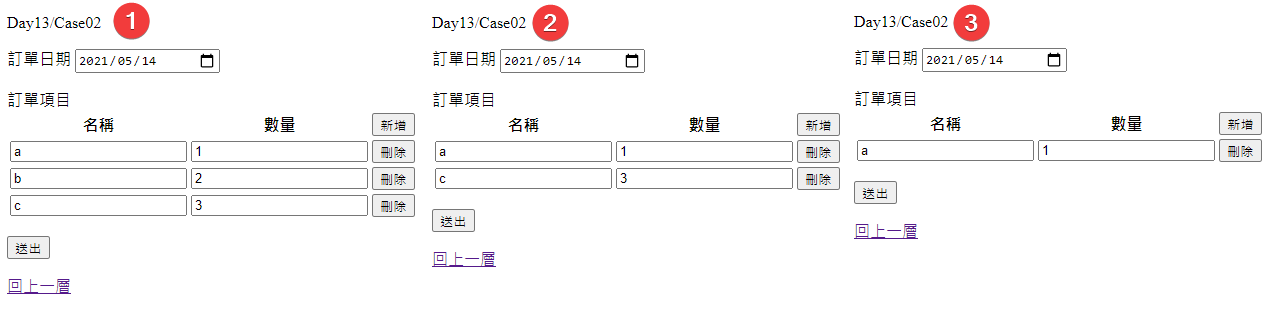 Day13/Case02 1
訂單日期 2021/05/14
訂單項目
名稱 數量 新增
a 1 刪除
b 2 刪除
c 3 刪除
送出
回上一層
Day13/Case02 2
訂單日期 2021/05/14
訂單項目
名稱 數量 新增
a 1 刪除
c 3 刪除
送出
回上一層
Day13/Case02 3
訂單日期 2021/05/14
訂單項目
名稱 數量 新增
a 1 刪除
送出
回上一層